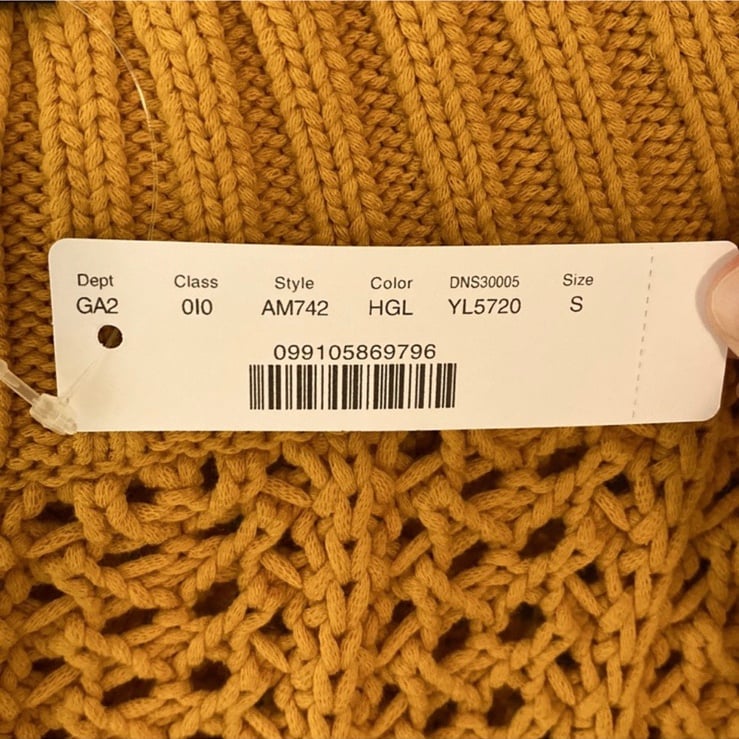 Dept Class Style Color DNS30005 Size
GA2 0I0 AM742 HGL YL5720 S
099105869796